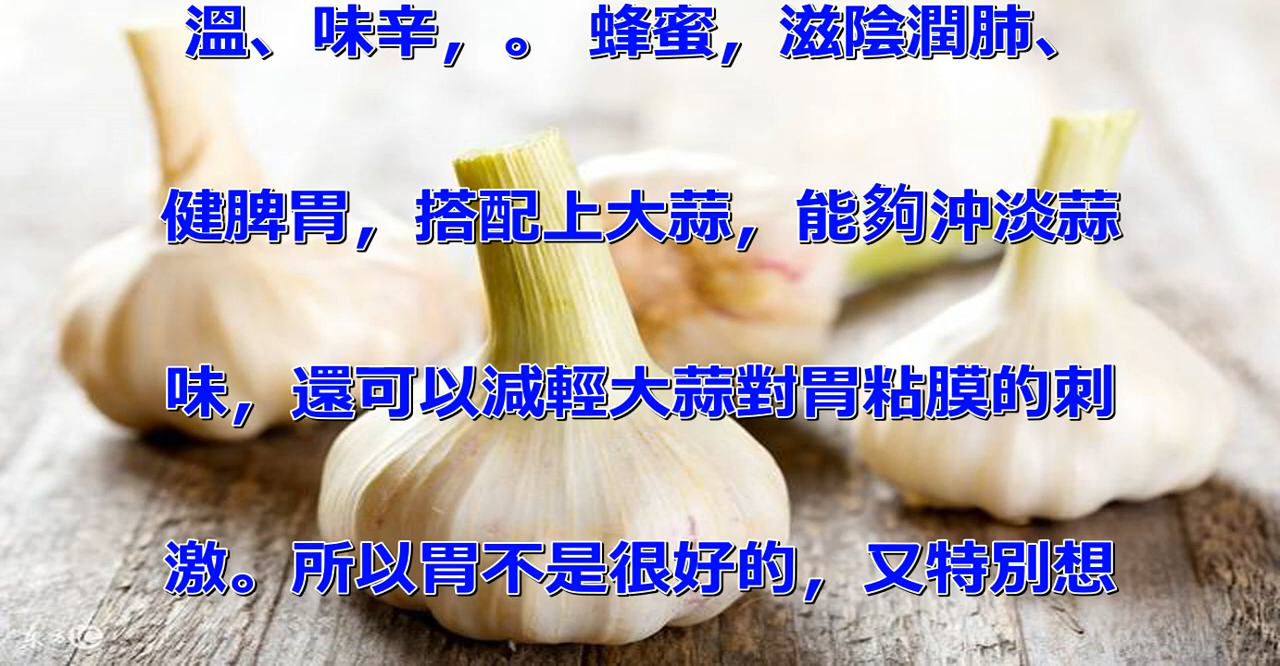 溫、味辛，。 蜂蜜，滋陰潤肺、
健脾胃，搭配上大蒜，能夠沖淡蒜
味，還可以減輕大蒜對胃粘膜的刺
激。所以胃不是很好的，又特別想